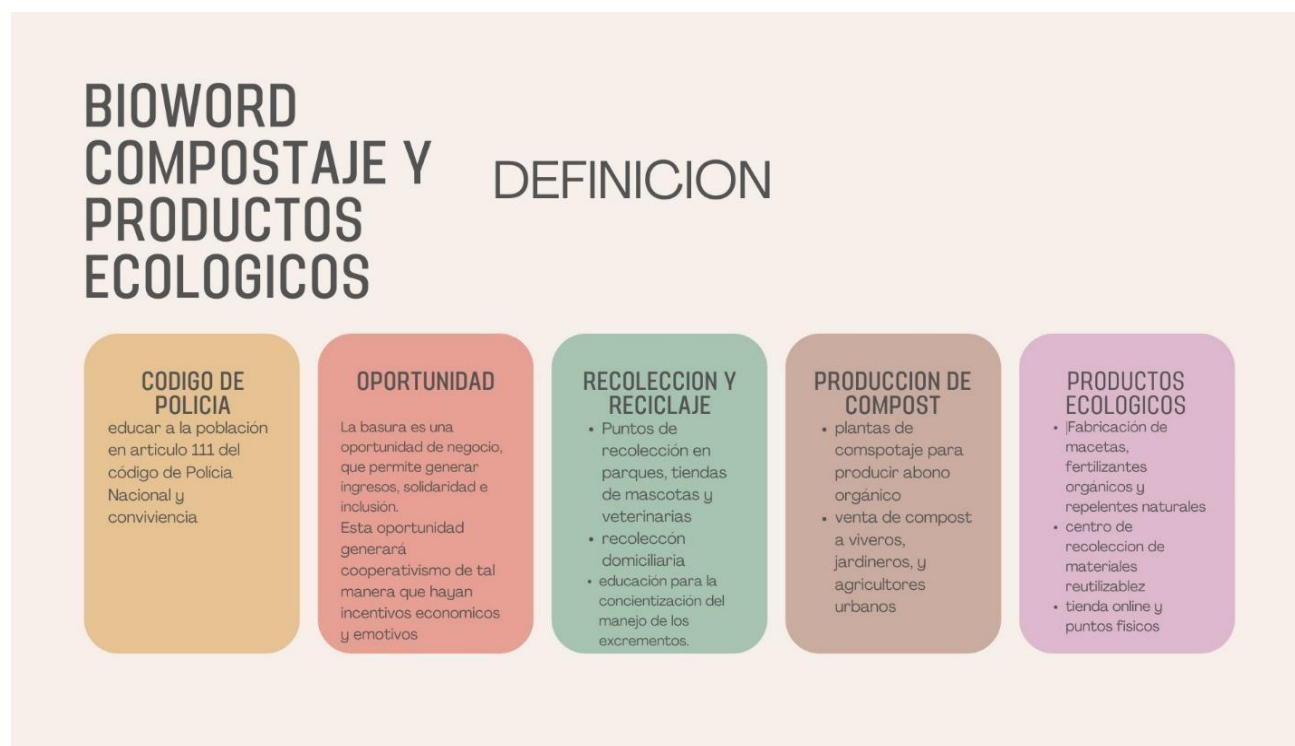 BIOWORD
COMPOSTAJE Y
PRODUCTOS
ECOLOGICOS
DEFINICION
CODIGO DE
POLICIA
educar a la población
en articulo 111 del
código de Policia
Nacional y
conviviencia
OPORTUNIDAD
La basura es una
oportunidad de negocio,
que permite generar
ingresos, solidaridad e
inclusión.
Esta oportunidad
generará
cooperativismo de tal
manera que hayan
incentivos economicos
y emotivos
RECOLECCION Y
RECICLAJE
• Puntos de
recolección en
parques, tiendas
de mascotas y
veterinarias
• recoleccón
domiciliaria
• educación para la
concientización del
manejo de los
excrementos.
PRODUCCION DE
COMPOST
• plantas de
comspotaje para
producir abono
orgánico
• venta de compost
a viveros,
jardineros, y
agricultores
urbanos
PRODUCTOS
ECOLOGICOS
• |Fabricación de
macetas,
fertilizantes
orgánicos y
repelentes naturales
• centro de
recoleccion de
materiales
reutilizablez
• tienda online y
puntos fisicos